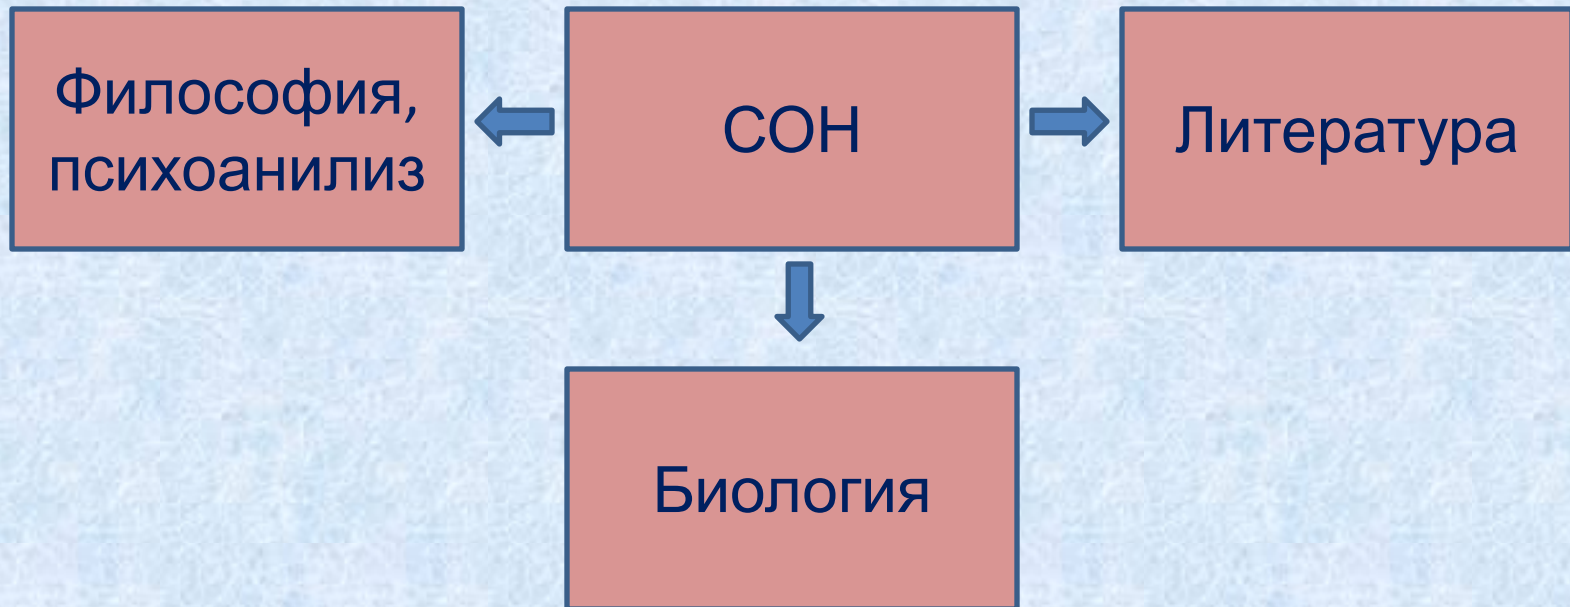 Философия,
психоанилиз
СОН
Литература
Биология